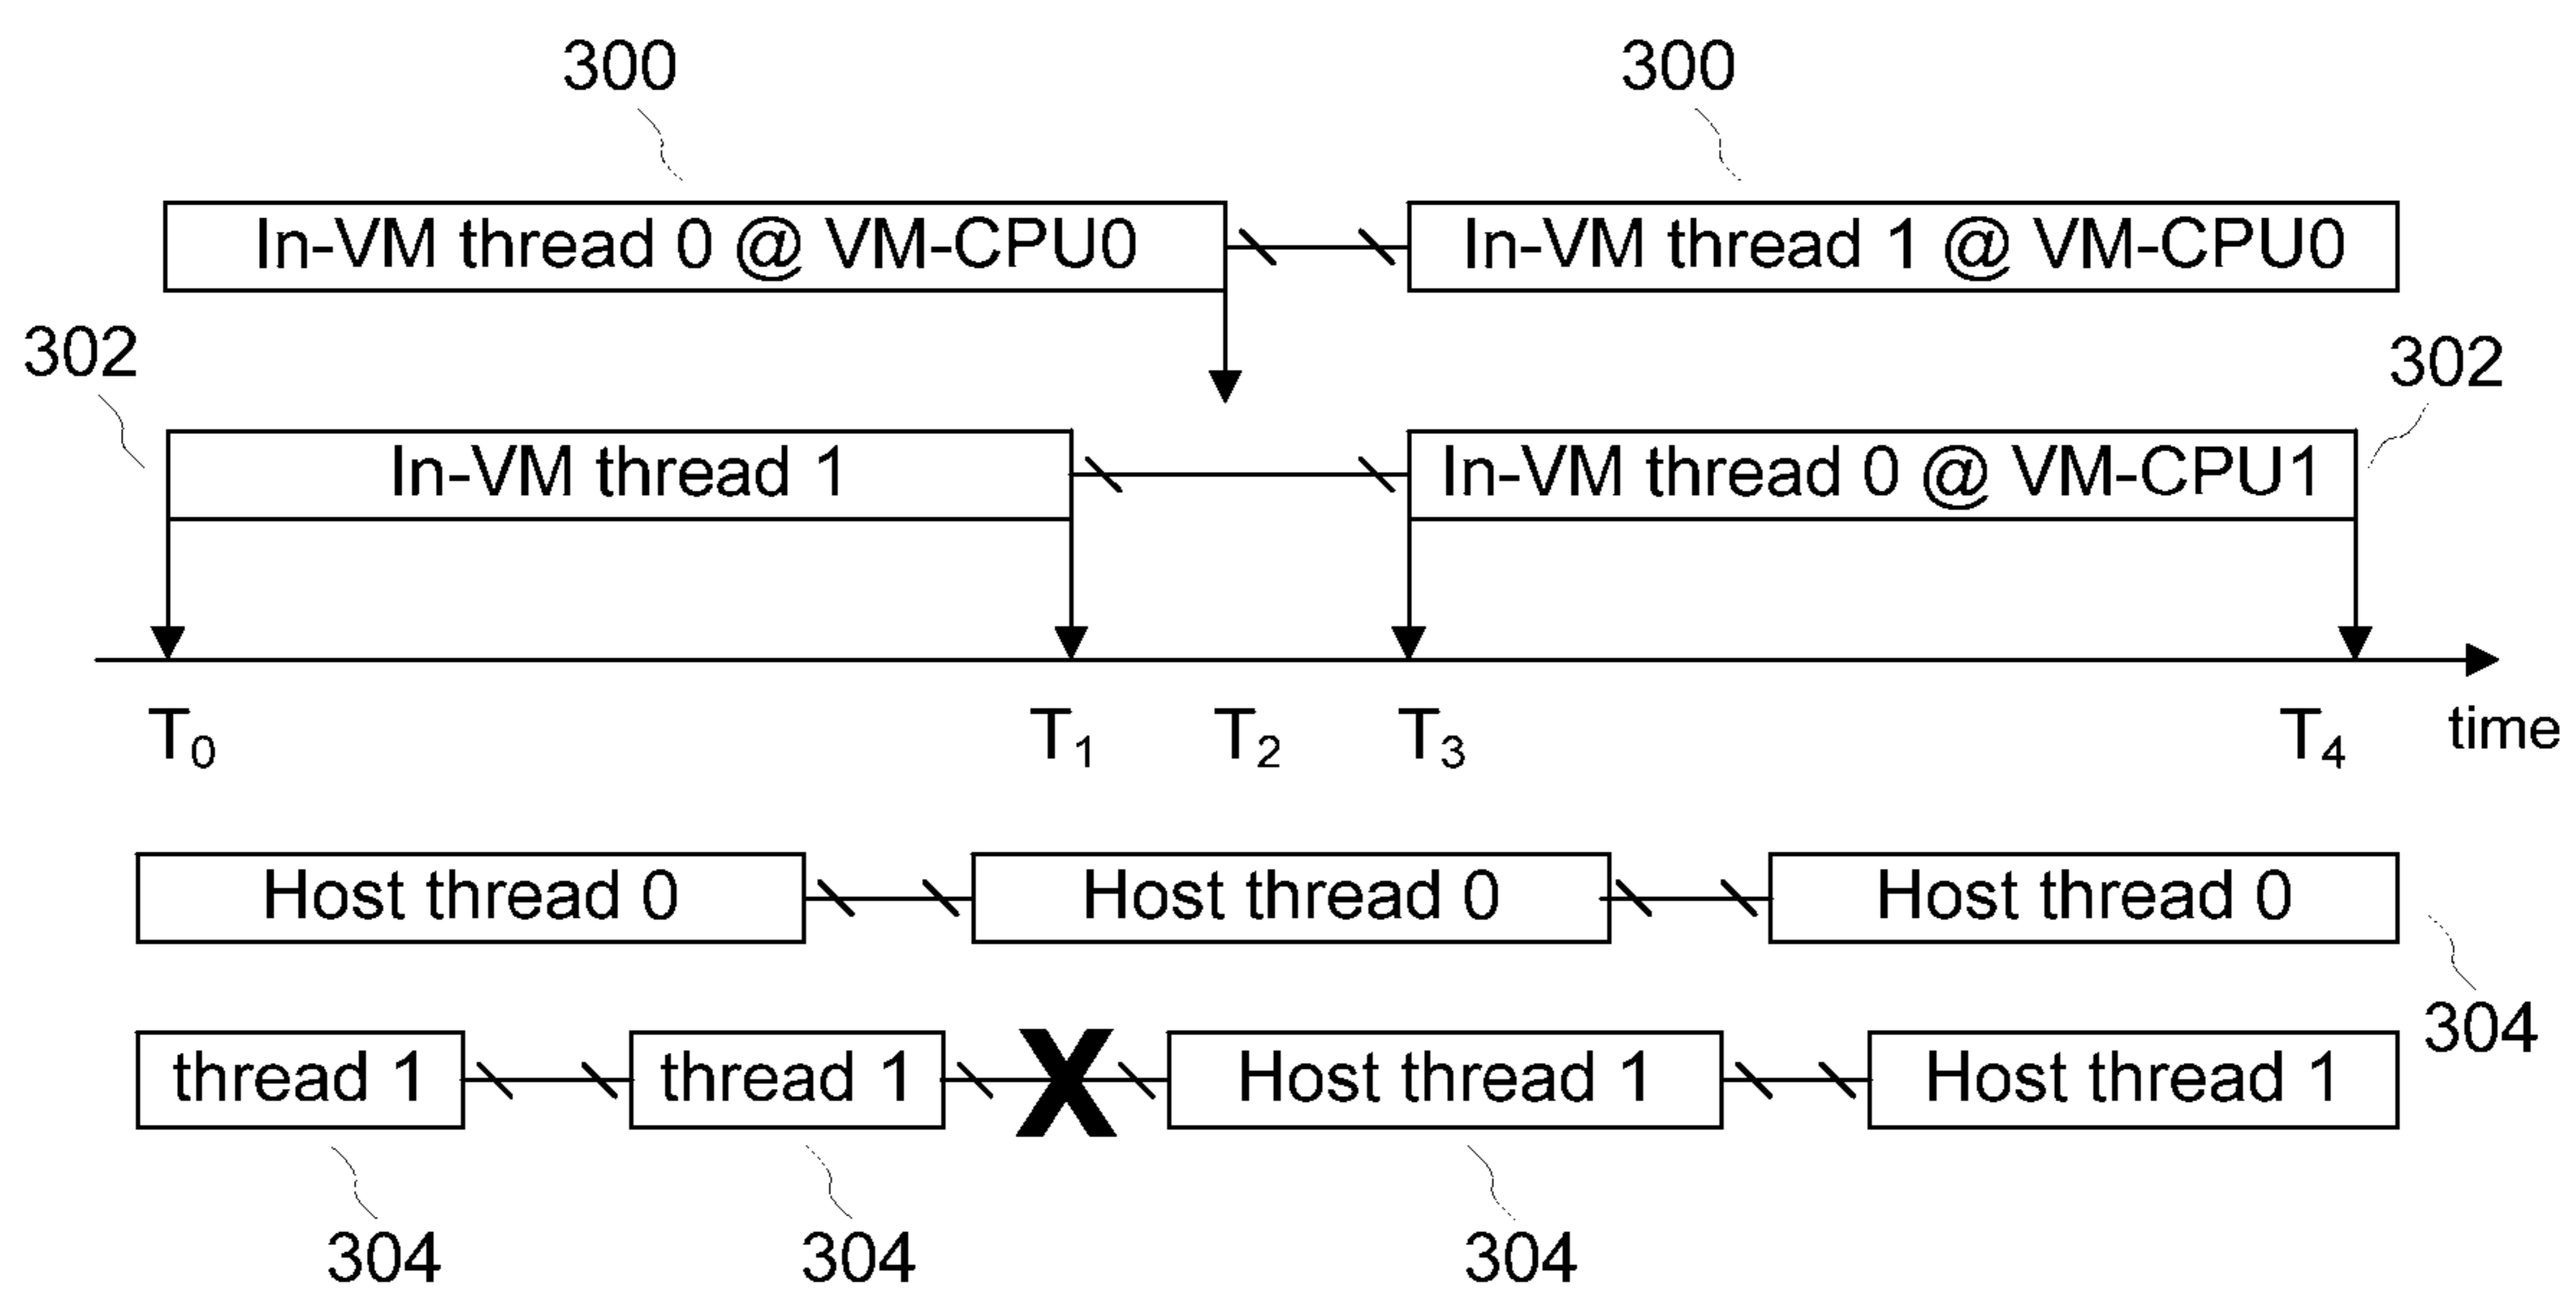 300 300
In-VM thread 0 @ VM-CPU0 In-VM thread 1 @ VM-CPU0
302 302
In-VM thread 1 In-VM thread 0 @ VM-CPU1
T0 T1 T2 T3 T4 time
Host thread 0 Host thread 0 Host thread 0
304
thread 1 thread 1 X Host thread 1 Host thread 1
304 304 304